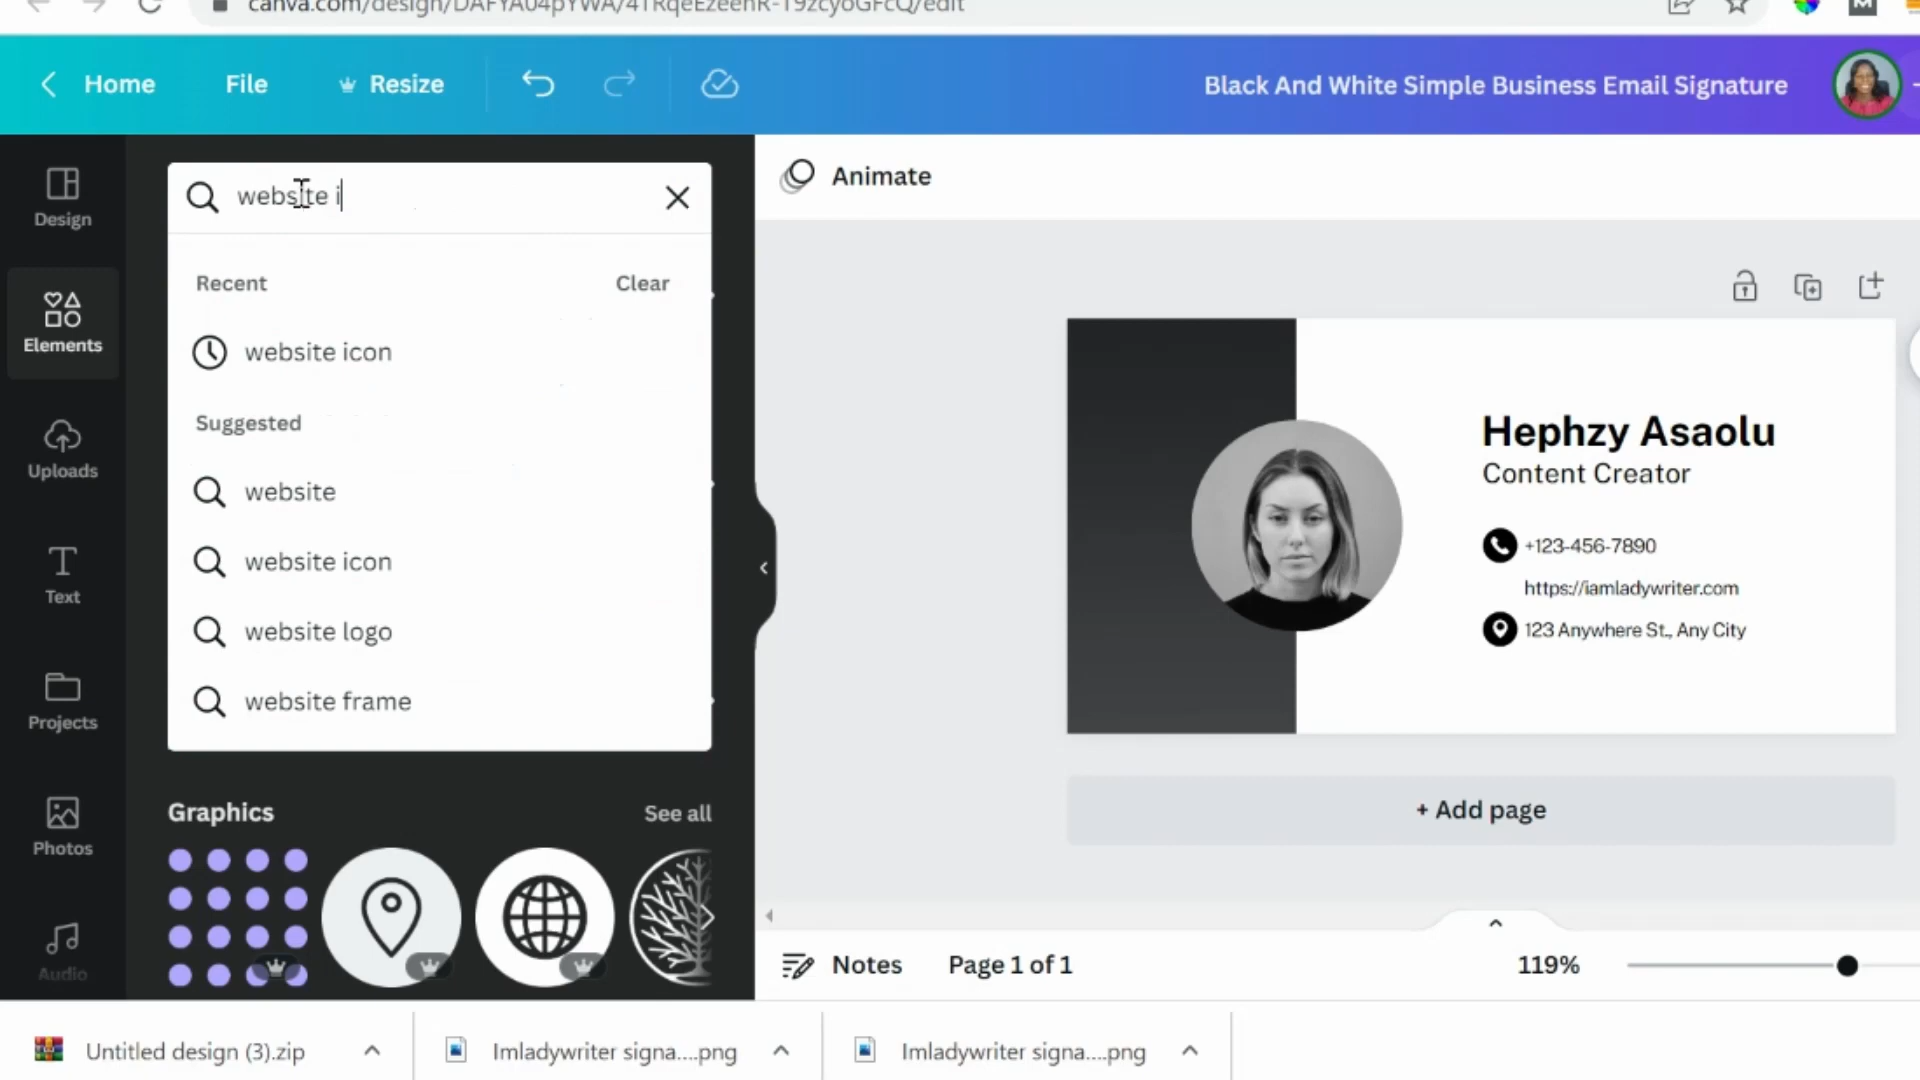 Home
File
Resize
Black And White Simple Business Email Signature
Design
Elements
Uploads
Text
Projects
Photos
Audio
website i
Recent
Clear
website icon
Suggested
website
website icon
website logo
website frame
Graphics
See all
Animate
Hephzy Asaolu
Content Creator
+123-456-7890
https://iamladywriter.com
123 Anywhere St., Any City
+ Add page
Notes
Page 1 of 1
119%
Untitled design (3).zip
Imladywriter signa....png
Imladywriter signa....png